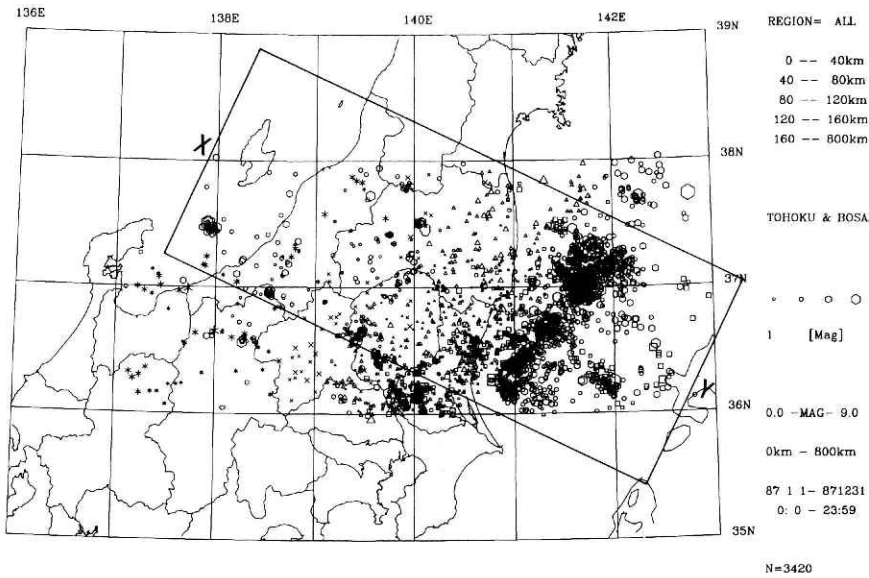 136E 138E 140E 142E
39N
38N
37N
36N
35N
X
X
REGION= ALL
0 -- 40km
40 -- 80km
80 -- 120km
120 -- 160km
160 -- 800km
TOHOKU & BOSA
1 [Mag]
0.0 -MAG- 9.0
0km - 800km
87 1 1- 871231
0: 0 - 23:59
N=3420